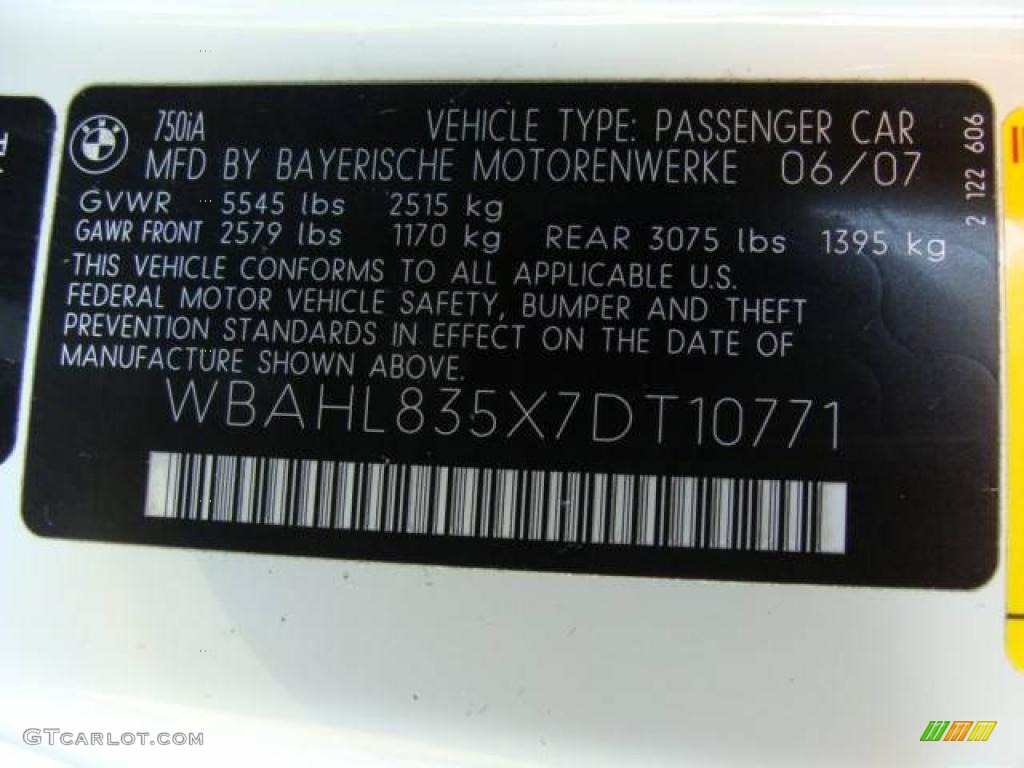 750iA VEHICLE TYPE: PASSENGER CAR
MFD BY BAYERISCHE MOTORENWERKE 06/07
GVWR 5545 lbs 2515 kg
GAWR FRONT 2579 lbs 1170 kg REAR 3075 lbs 1395 kg
THIS VEHICLE CONFORMS TO ALL APPLICABLE U.S.
FEDERAL MOTOR VEHICLE SAFETY, BUMPER AND THEFT
PREVENTION STANDARDS IN EFFECT ON THE DATE OF
MANUFACTURE SHOWN ABOVE.
WBAHL835X7DT10771
2 122 606
BMW
GTCARLOT.COM